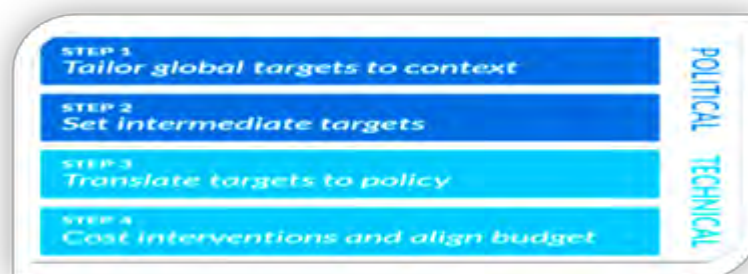 STEP 1
Tailor global targets to context
STEP 2
Set intermediate targets
STEP 3
Translate targets to policy
STEP 4
Cost interventions and align budget
POLITICAL
TECHNICAL